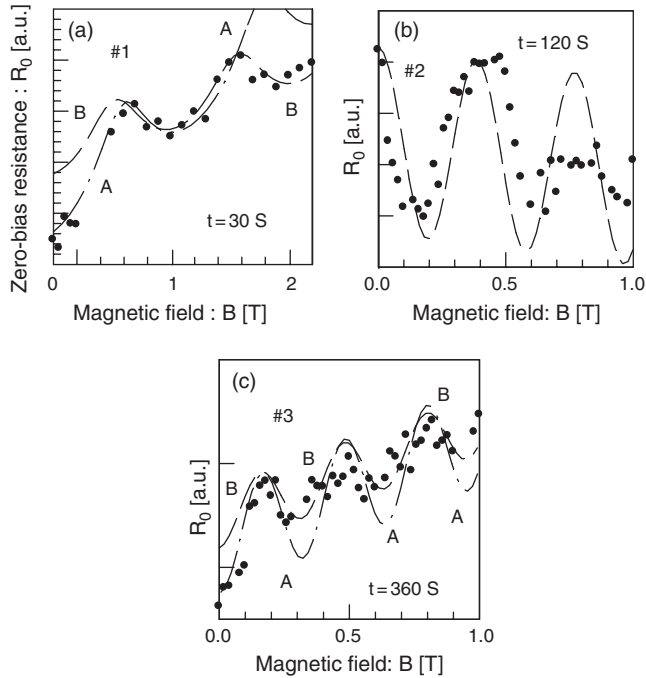 (a)
#1
A
B
A
B
t = 30 S
Zero-bias resistance : R0 [a.u.]
0
1
2
Magnetic field : B [T]
(b)
t = 120 S
#2
R0 [a.u.]
0.0
0.5
1.0
Magnetic field: B [T]
(c)
#3
B
B
B
A
A
A
t = 360 S
R0 [a.u.]
0.0
0.5
1.0
Magnetic field: B [T]